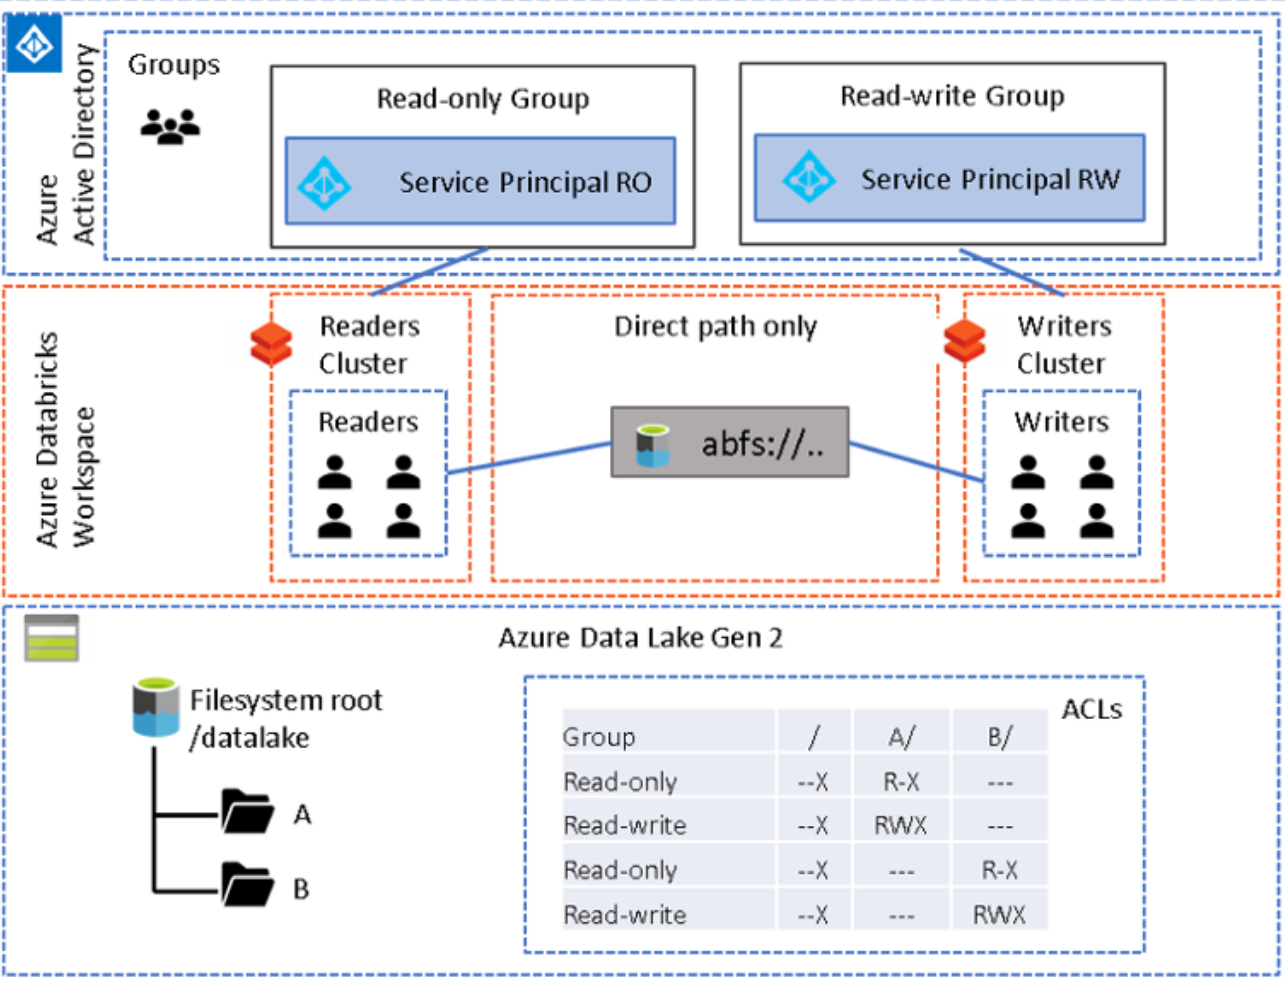 Azure
Active Directory
Groups
Read-only Group
Service Principal RO
Read-write Group
Service Principal RW
Azure Databricks
Workspace
Readers
Cluster
Readers
Direct path only
abfs://..
Writers
Cluster
Writers
Azure Data Lake Gen 2
Filesystem root
/datalake
A
B
ACLs
Group / A/ B/
Read-only --X R-X ---
Read-write --X RWX ---
Read-only --X --- R-X
Read-write --X --- RWX